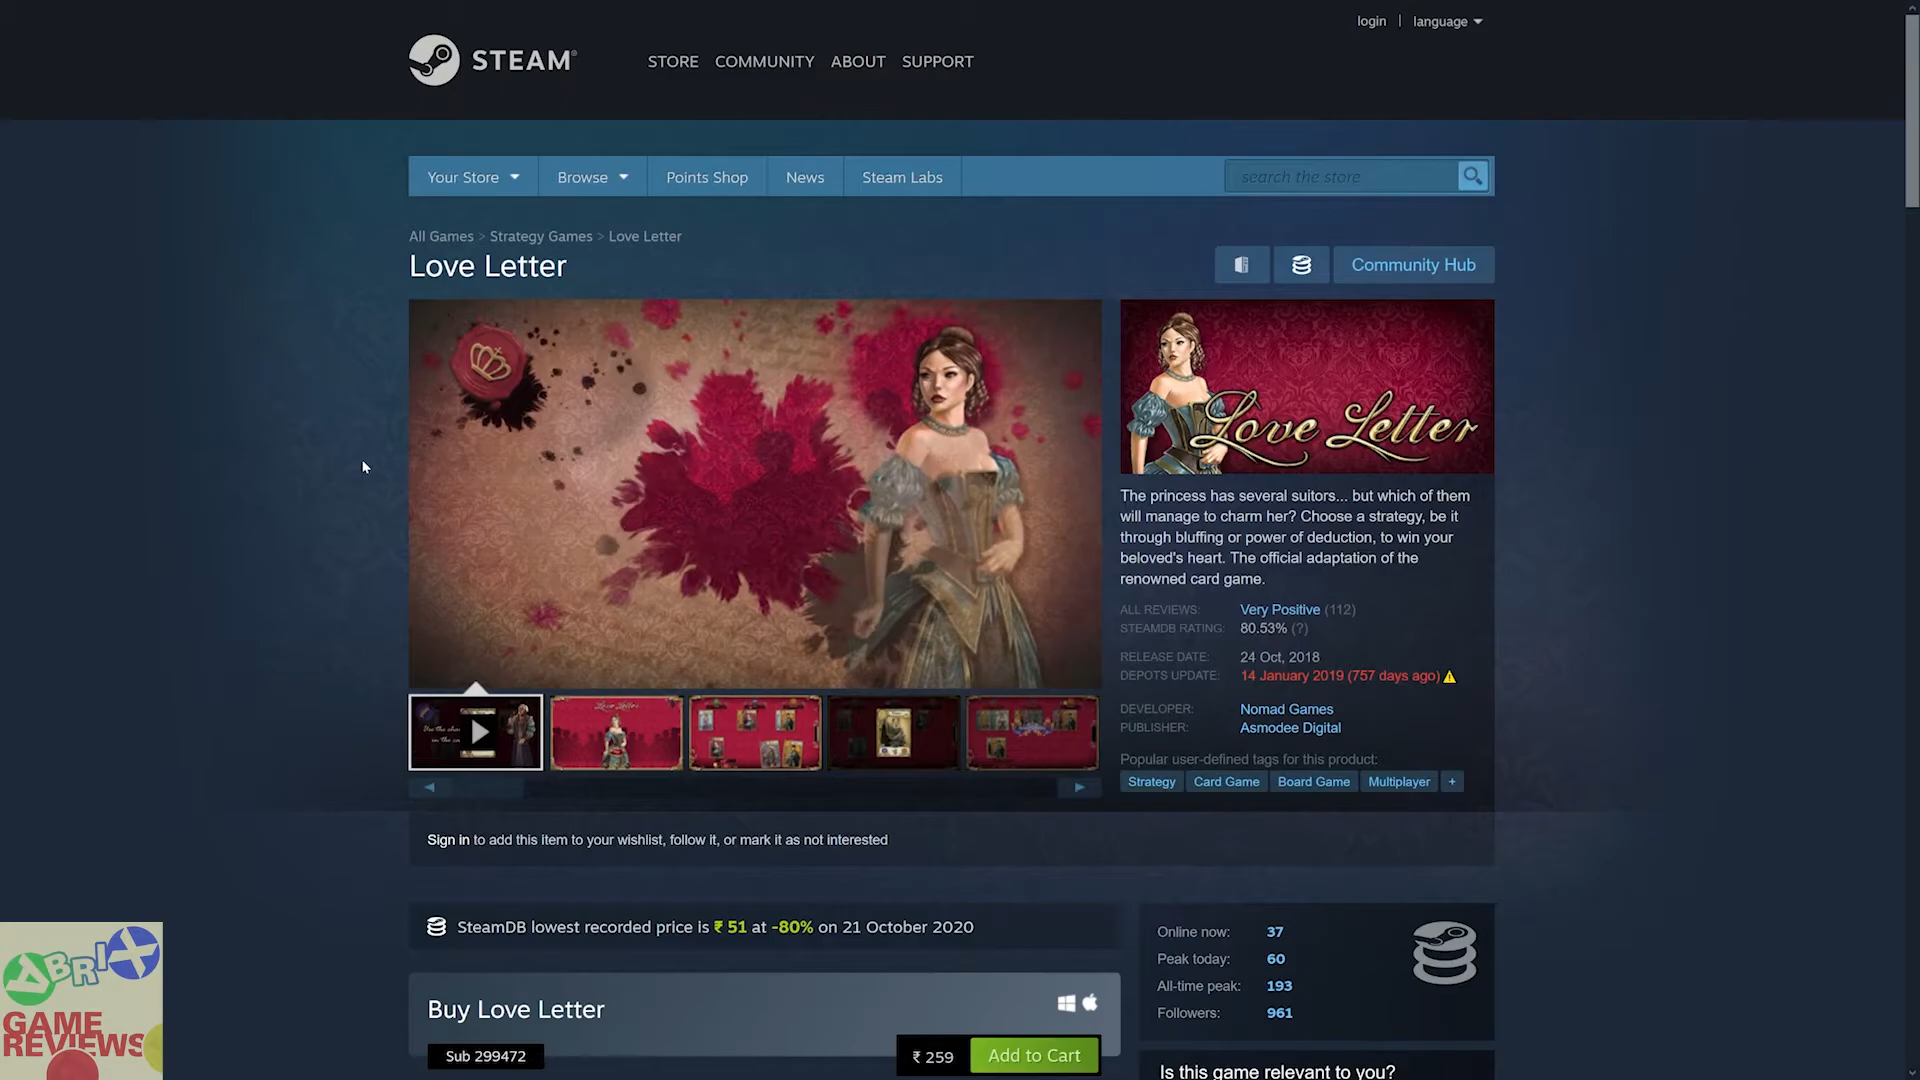 login | language
STEAM®
STORE COMMUNITY ABOUT SUPPORT
Your Store Browse Points Shop News Steam Labs search the store
All Games > Strategy Games > Love Letter
Love Letter
Community Hub
Love Letter
The princess has several suitors... but which of them
will manage to charm her? Choose a strategy, be it
through bluffing or power of deduction, to win your
beloved's heart. The official adaptation of the
renowned card game.
ALL REVIEWS: Very Positive (112)
STEAMDB RATING: 80.53% (?)
RELEASE DATE: 24 Oct, 2018
DEPOTS UPDATE: 14 January 2019 (757 days ago)
DEVELOPER: Nomad Games
PUBLISHER: Asmodee Digital
Popular user-defined tags for this product:
Strategy Card Game Board Game Multiplayer +
Love Letter
Sign in to add this item to your wishlist, follow it, or mark it as not interested
SteamDB lowest recorded price is ₹ 51 at -80% on 21 October 2020
Online now: 37
Peak today: 60
All-time peak: 193
Followers: 961
Buy Love Letter
Sub 299472
₹ 259 Add to Cart
Is this game relevant to you?
ABRIX
GAME
REVIEWS